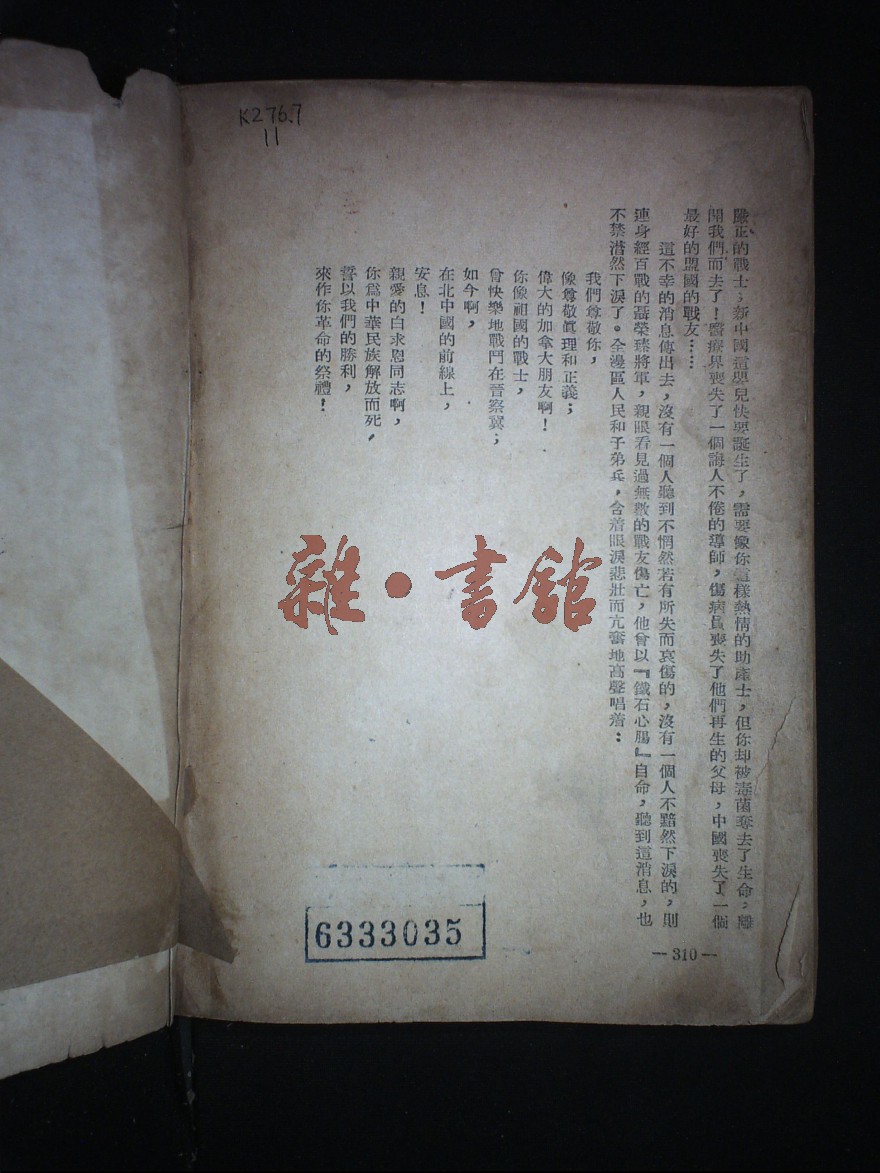 K276.7
11
嚴正的戰士；新中國這嬰兒快要誕生了，需要像你這樣熱情的助產士，但你却被毒菌奪去了生命，離
開我們而去了！醫療界喪失了一個誨人不倦的導師，傷病員喪失了他們再生的父母，中國喪失了一個
最好的盟國的戰友……
這不幸的消息傳出去，沒有一個人聽到不惘然若有所失而哀傷的，沒有一個人不黯然下淚的，則
連身經百戰的聶榮臻將軍，親眼看見過無數的戰友傷亡，他曾以『鐵石心腸』自命，聽到這消息，也
不禁潸然下淚了。全邊區人民和子弟兵，含着眼淚悲壯而亢奮地高聲唱着：
我們尊敬你，
像尊敬眞理和正義；
偉大的加拿大朋友啊！
你像祖國的戰士，
曾快樂地戰鬥在晉察冀；
如今啊，
在北中國的前線上，
安息！
親愛的白求恩同志啊，
你爲中華民族解放而死，
誓以我們的勝利，
來作你革命的祭禮！
雜·書館
6333035
—310—